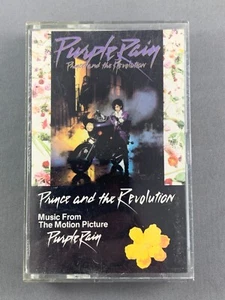 Purple Rain
Prince and the Revolution
Prince and the Revolution
Music From
The Motion Picture
Purple Rain